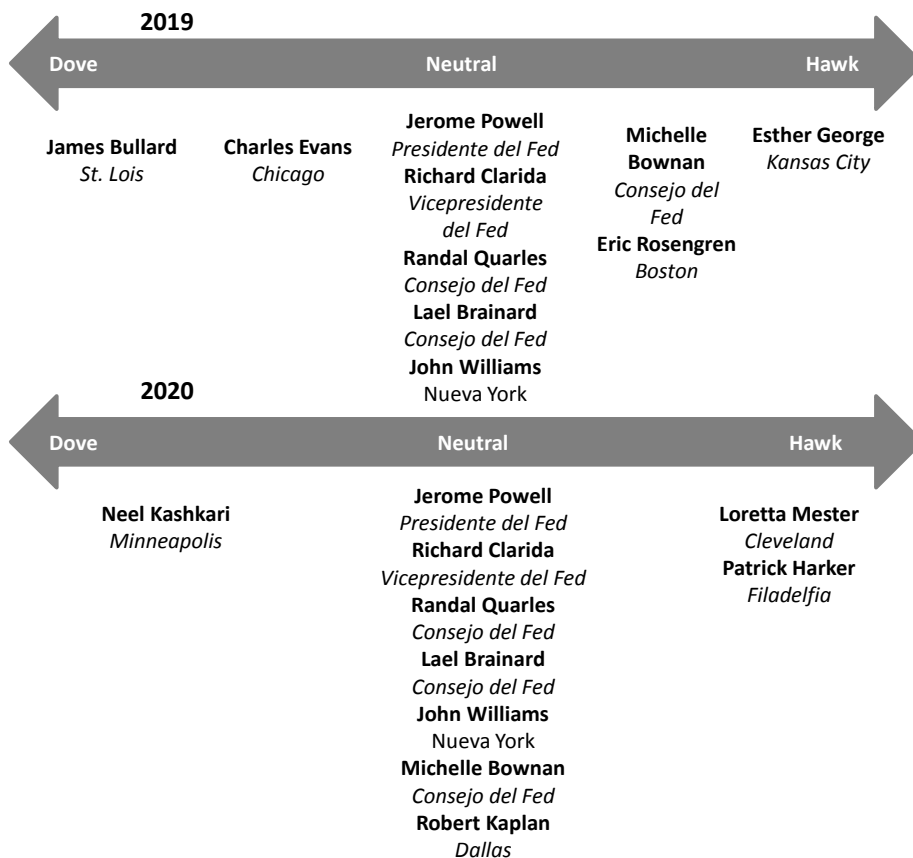 2019
Dove Neutral Hawk
James Bullard
St. Lois
Charles Evans
Chicago
Jerome Powell
Presidente del Fed
Richard Clarida
Vicepresidente
del Fed
Randal Quarles
Consejo del Fed
Lael Brainard
Consejo del Fed
John Williams
Nueva York
Michelle
Bownan
Consejo del
Fed
Eric Rosengren
Boston
Esther George
Kansas City
2020
Dove Neutral Hawk
Neel Kashkari
Minneapolis
Jerome Powell
Presidente del Fed
Richard Clarida
Vicepresidente del Fed
Randal Quarles
Consejo del Fed
Lael Brainard
Consejo del Fed
John Williams
Nueva York
Michelle Bownan
Consejo del Fed
Robert Kaplan
Dallas
Loretta Mester
Cleveland
Patrick Harker
Filadelfia